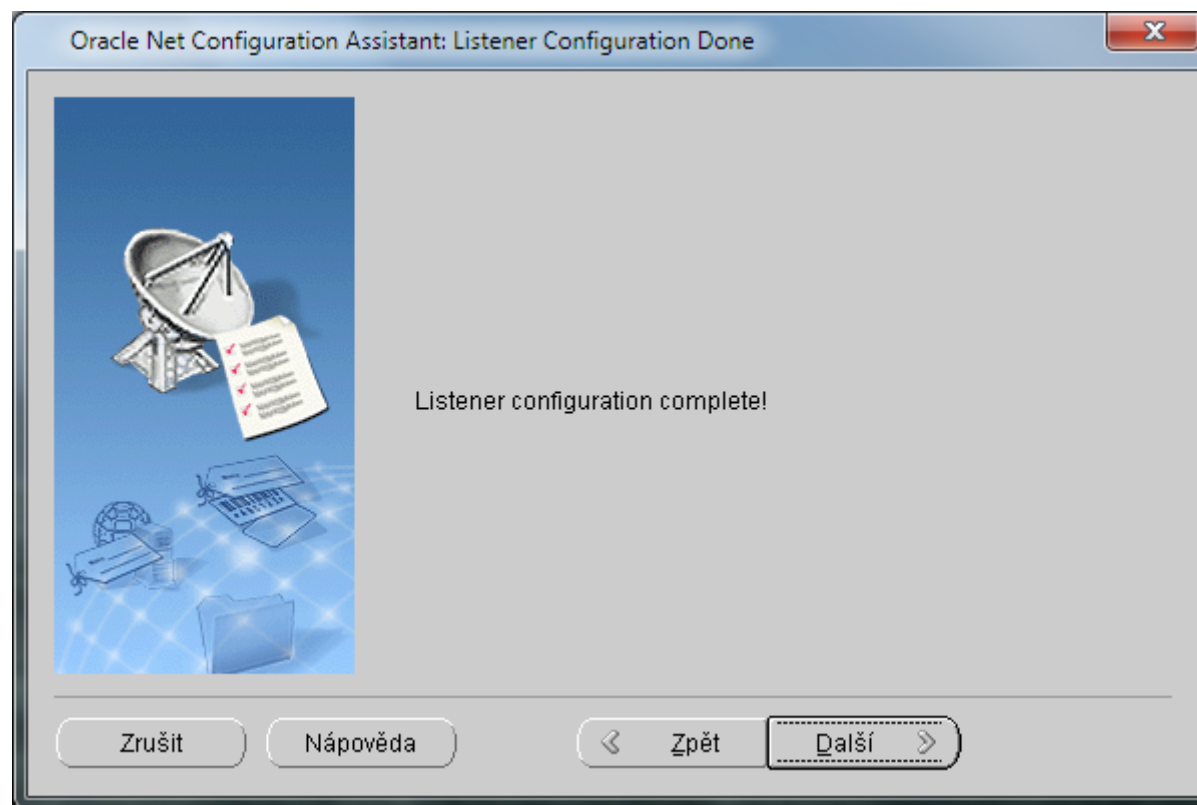 Oracle Net Configuration Assistant: Listener Configuration Done
Listener configuration complete!
Zrušit
Nápověda
Zpět
Další